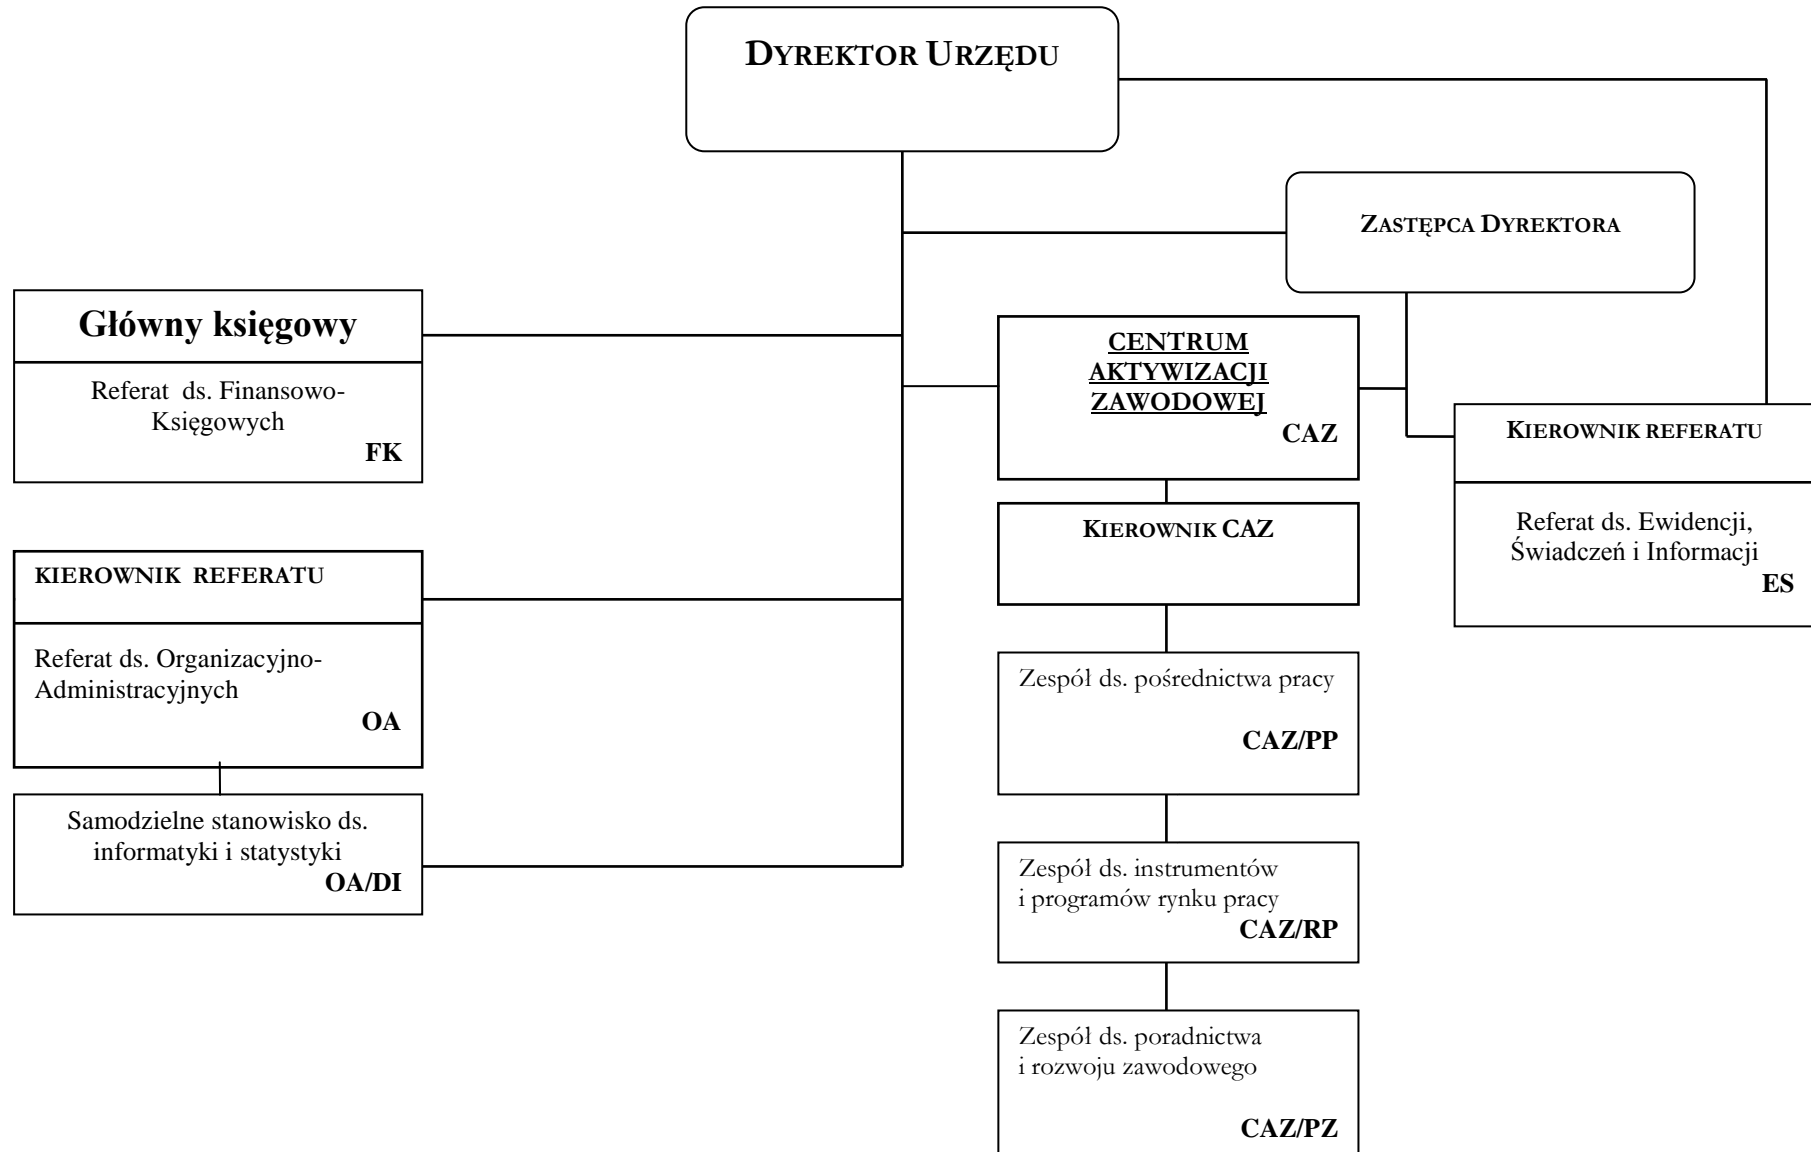 DYREKTOR URZĘDU
ZASTĘPCA DYREKTORA
Główny księgowy
Referat ds. Finansowo-
Księgowych
FK
CENTRUM
AKTYWIZACJI
ZAWODOWEJ
CAZ
KIEROWNIK REFERATU
Referat ds. Ewidencji,
Świadczeń i Informacji
ES
KIEROWNIK CAZ
KIEROWNIK REFERATU
Referat ds. Organizacyjno-
Administracyjnych
OA
Zespół ds. pośrednictwa pracy
CAZ/PP
Samodzielne stanowisko ds.
informatyki i statystyki
OA/DI
Zespół ds. instrumentów
i programów rynku pracy
CAZ/RP
Zespół ds. poradnictwa
i rozwoju zawodowego
CAZ/PZ